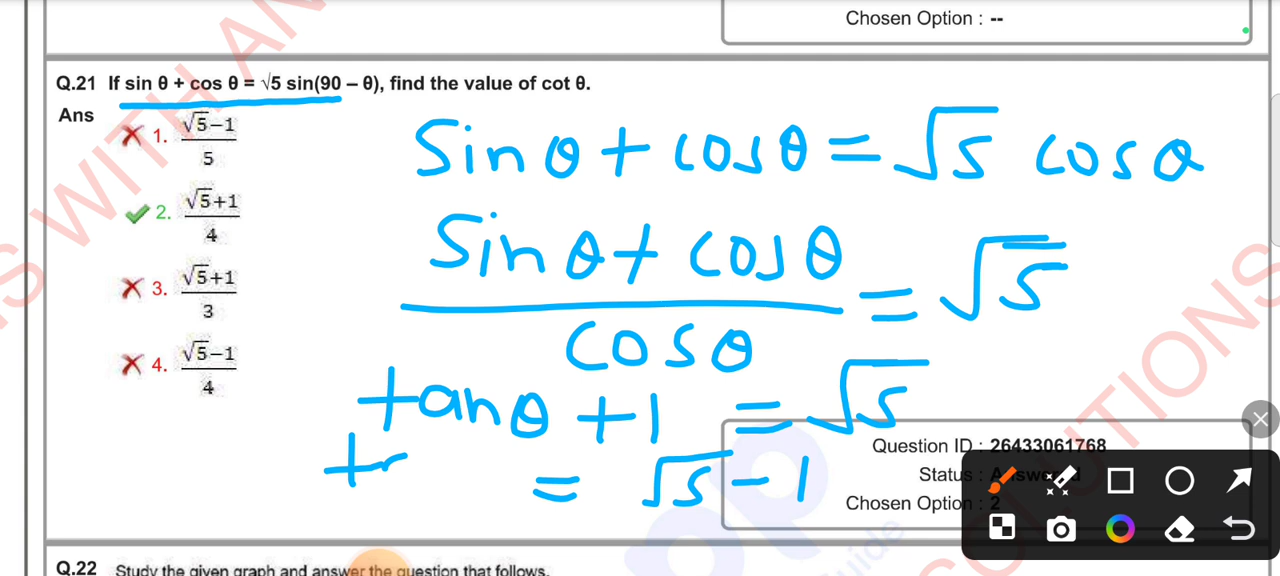 Chosen Option : --
Q.21 If sin θ + cos θ = √5 sin(90 – θ), find the value of cot θ.
Ans
1. √5−1
5
2. √5+1
4
3. √5+1
3
4. √5−1
4
Sinθ + cosθ = √5 cosθ
Sinθ + cosθ
= √5
cosθ
tanθ + 1 = √5
= √5 − 1
Question ID : 26433061768
Status :
Chosen Option : 2
Q.22 Study the given graph and answer the question that follows.
WITH